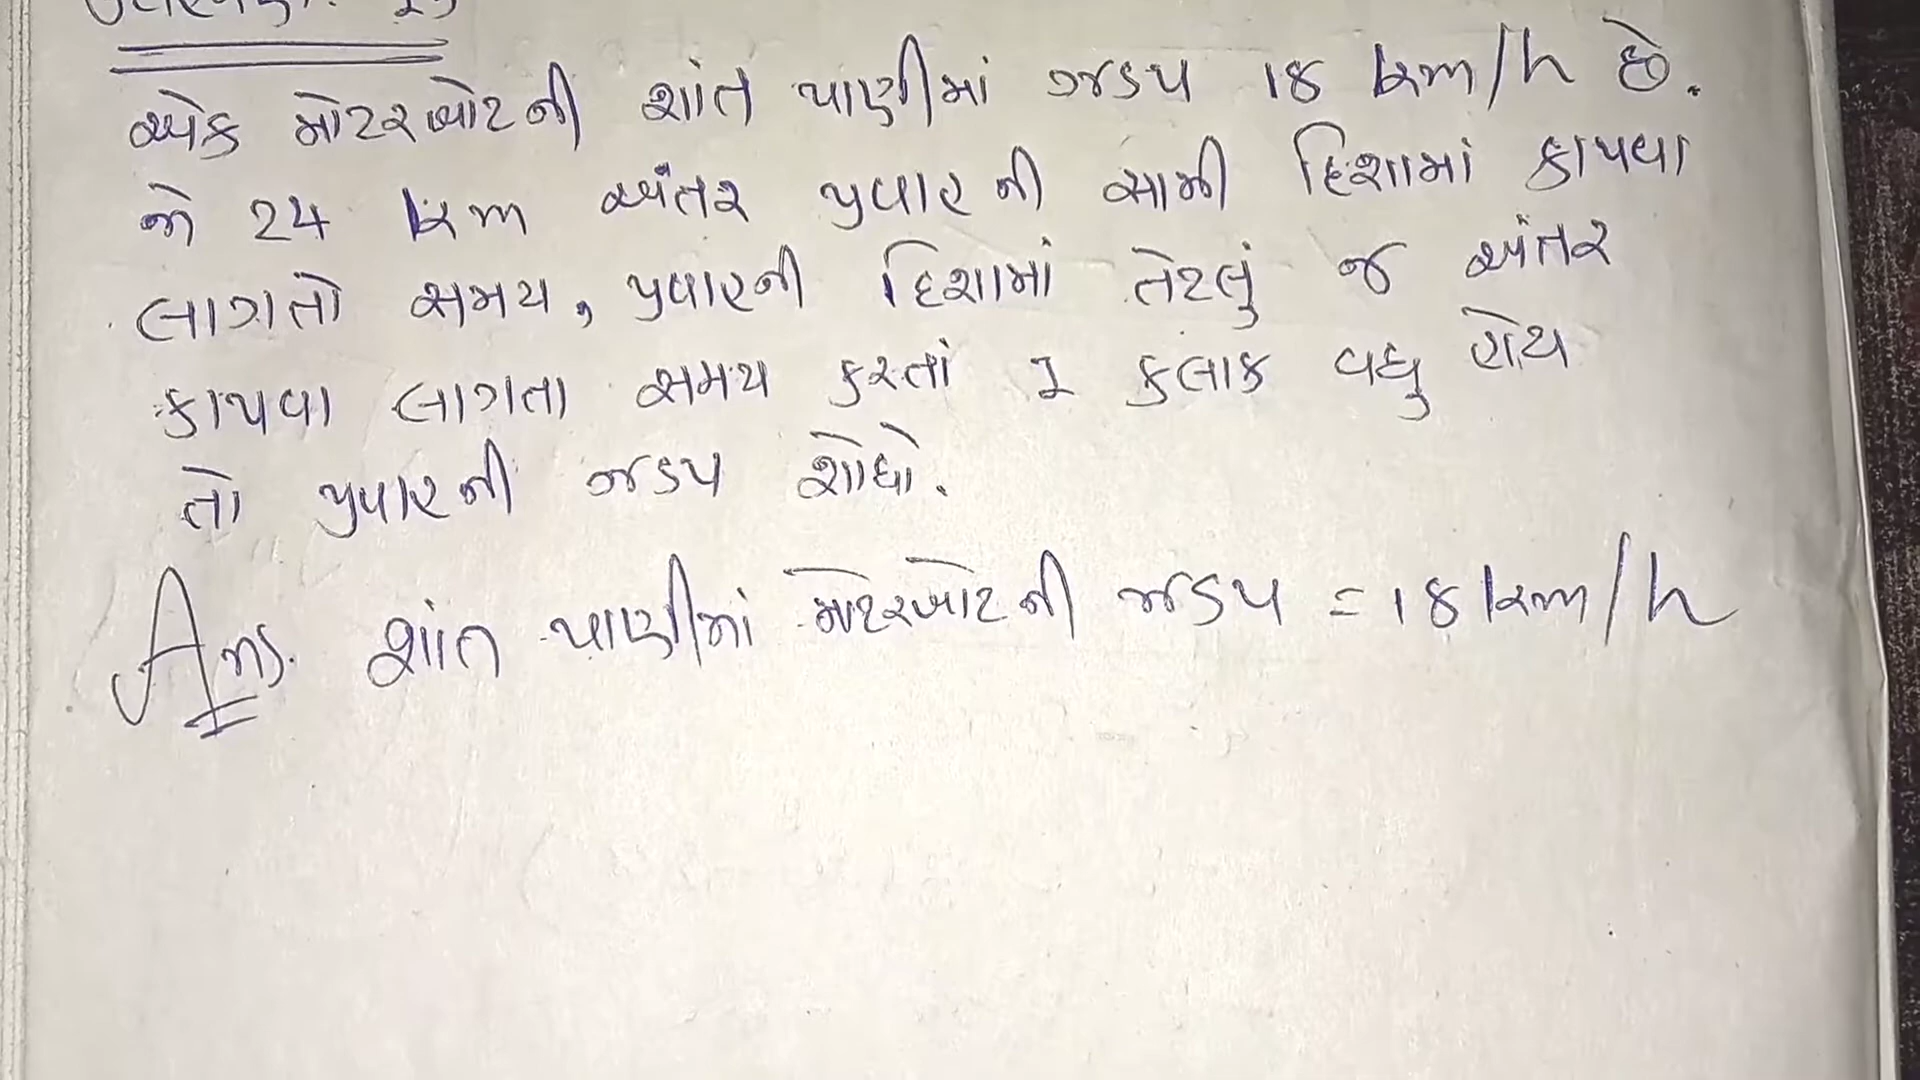 એક મોટરબોટની શાંત પાણીમાં ઝડપ 18 km/h છે.
જો 24 km અંતર પ્રવાહની સામી દિશામાં કાપવા
લાગતો સમય, પ્રવાહની દિશામાં તેટલું જ અંતર
કાપવા લાગતા સમય કરતાં 1 કલાક વધુ હોય
તો પ્રવાહની ઝડપ શોધો.
Ans. શાંત પાણીમાં મોટરબોટની ઝડપ = 18 km/h